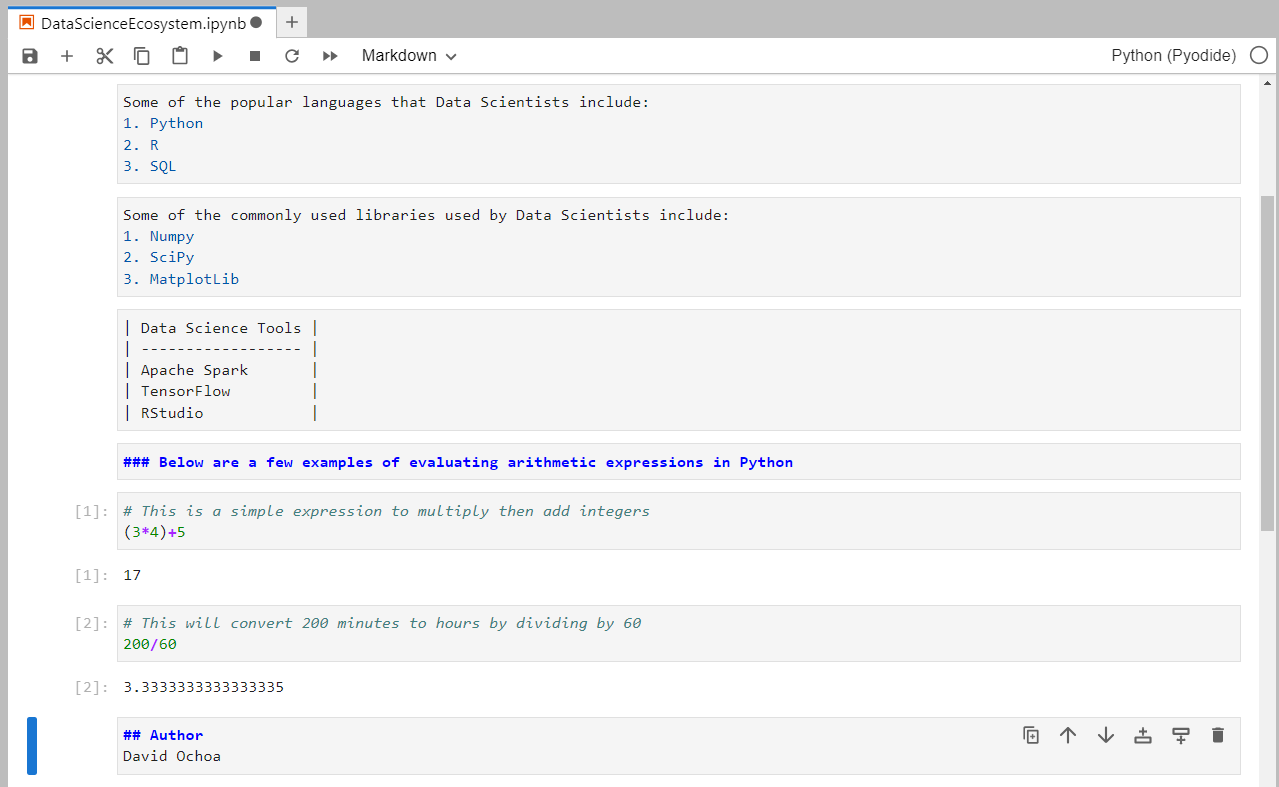 DataScienceEcosystem.ipynb
Markdown
Python (Pyodide)
Some of the popular languages that Data Scientists include:
1. Python
2. R
3. SQL
Some of the commonly used libraries used by Data Scientists include:
1. Numpy
2. SciPy
3. MatplotLib
| Data Science Tools |
| ------------------ |
| Apache Spark       |
| TensorFlow         |
| RStudio            |
### Below are a few examples of evaluating arithmetic expressions in Python
[1]: # This is a simple expression to multiply then add integers
(3*4)+5
[1]: 17
[2]: # This will convert 200 minutes to hours by dividing by 60
200/60
[2]: 3.3333333333333335
## Author
David Ochoa